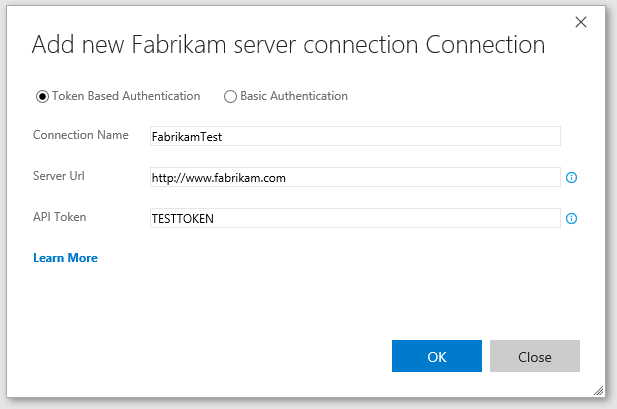 Add new Fabrikam server connection Connection
Token Based Authentication Basic Authentication
Connection Name FabrikamTest
Server Url http://www.fabrikam.com
API Token TESTTOKEN
Learn More
OK Close